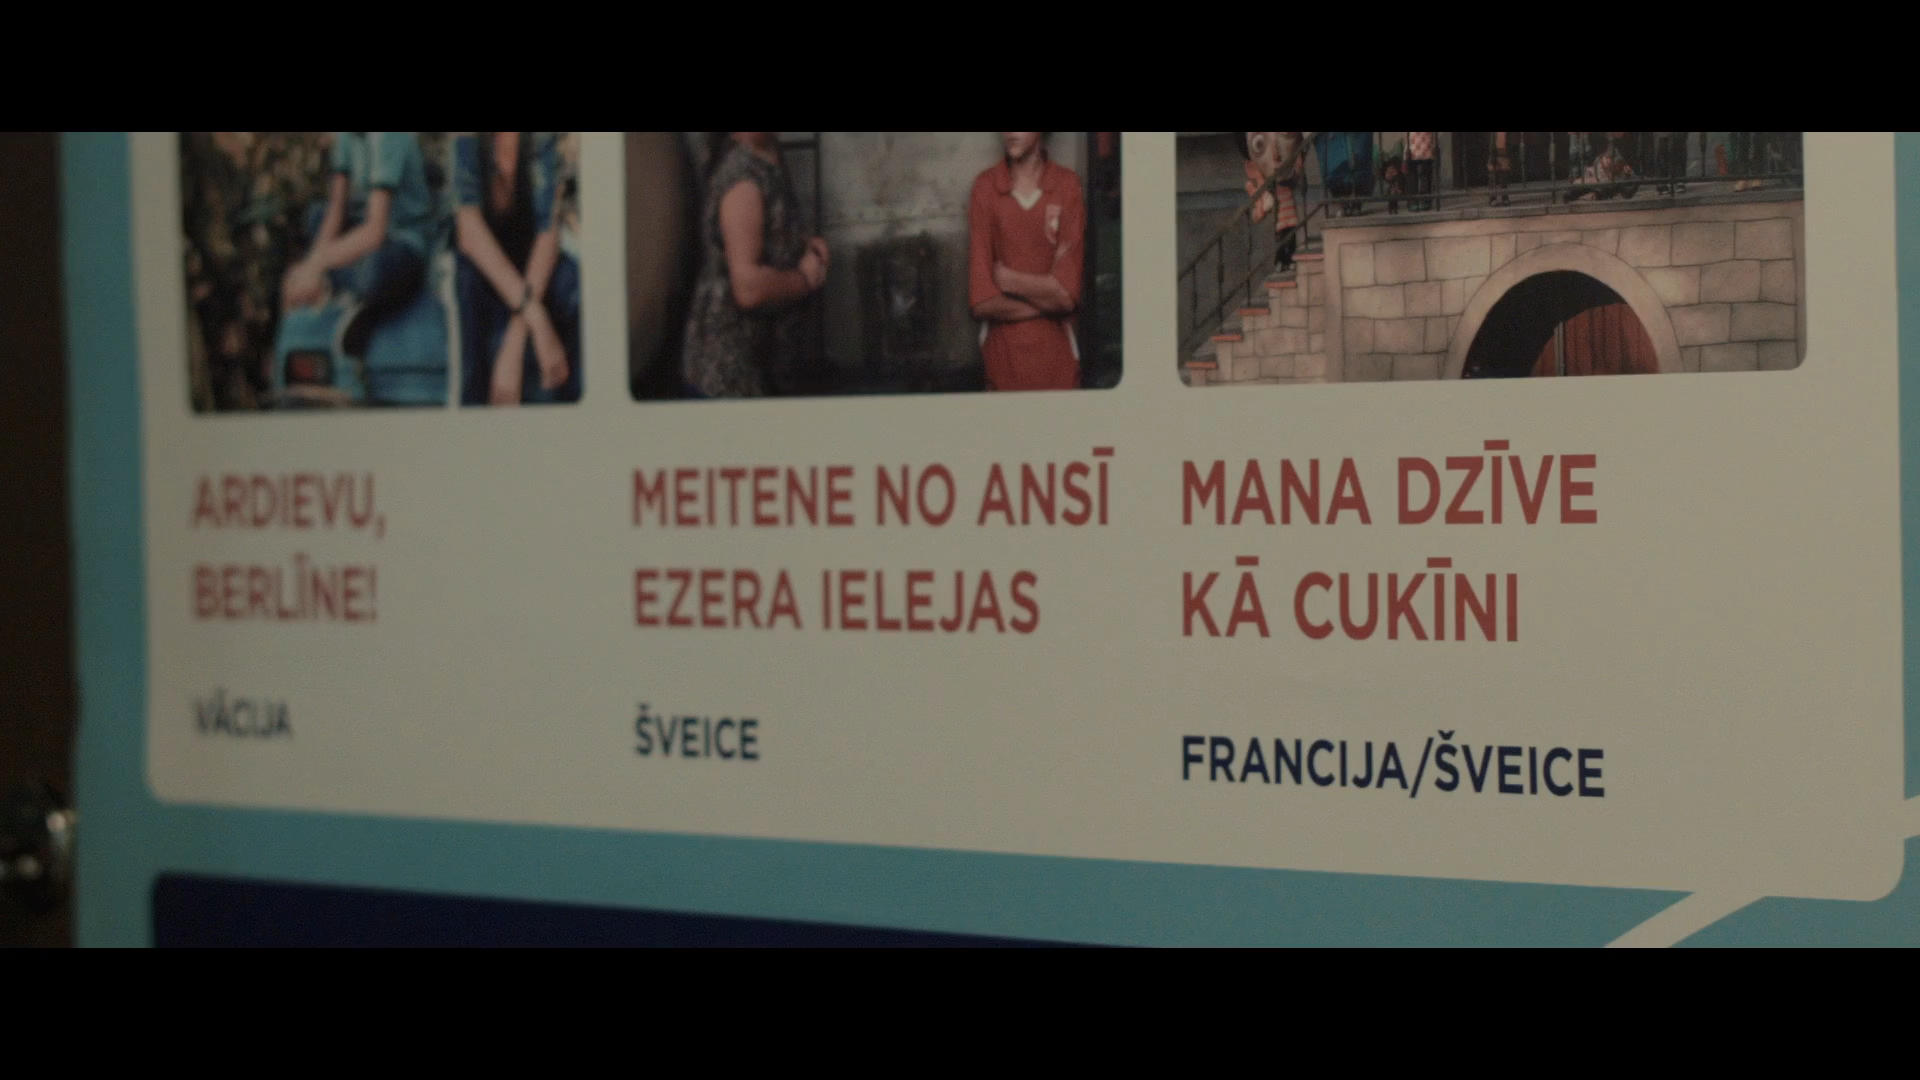 ARDIEVU,
BERLĪNE!
VĀCIJA
MEITENE NO ANSĪ
EZERA IELEJAS
ŠVEICE
MANA DZĪVE
KĀ CUKĪNI
FRANCIJA/ŠVEICE